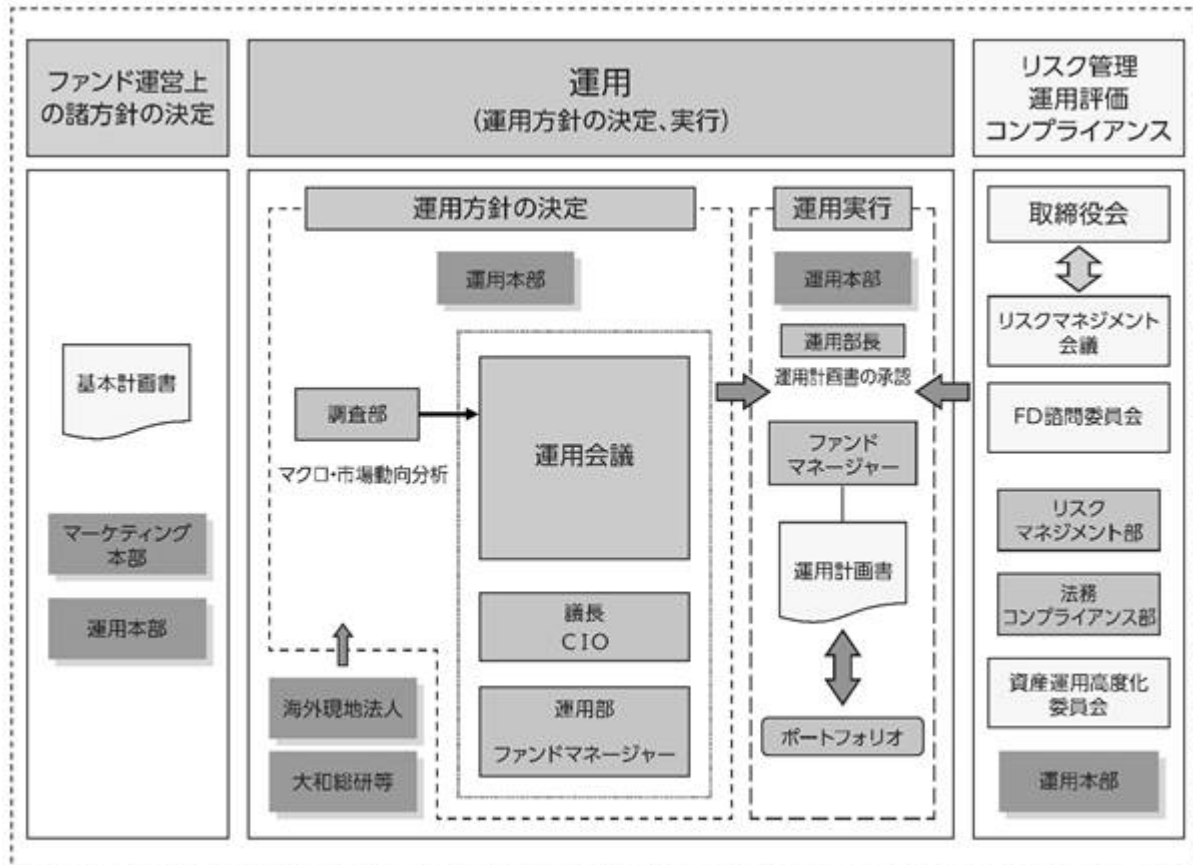 ファンド運営上
の諸方針の決定
運用
(運用方針の決定、実行)
リスク管理
運用評価
コンプライアンス
基本計画書
マーケティング
本部
運用本部
運用方針の決定
運用本部
調査部
マクロ・市場動向分析
運用会議
議長
CIO
運用部
ファンドマネージャー
海外現地法人
大和総研等
運用実行
運用本部
運用部長
運用計画書の承認
ファンド
マネージャー
運用計画書
ポートフォリオ
取締役会
リスクマネジメント
会議
FD諮問委員会
リスク
マネジメント部
法務
コンプライアンス部
資産運用高度化
委員会
運用本部